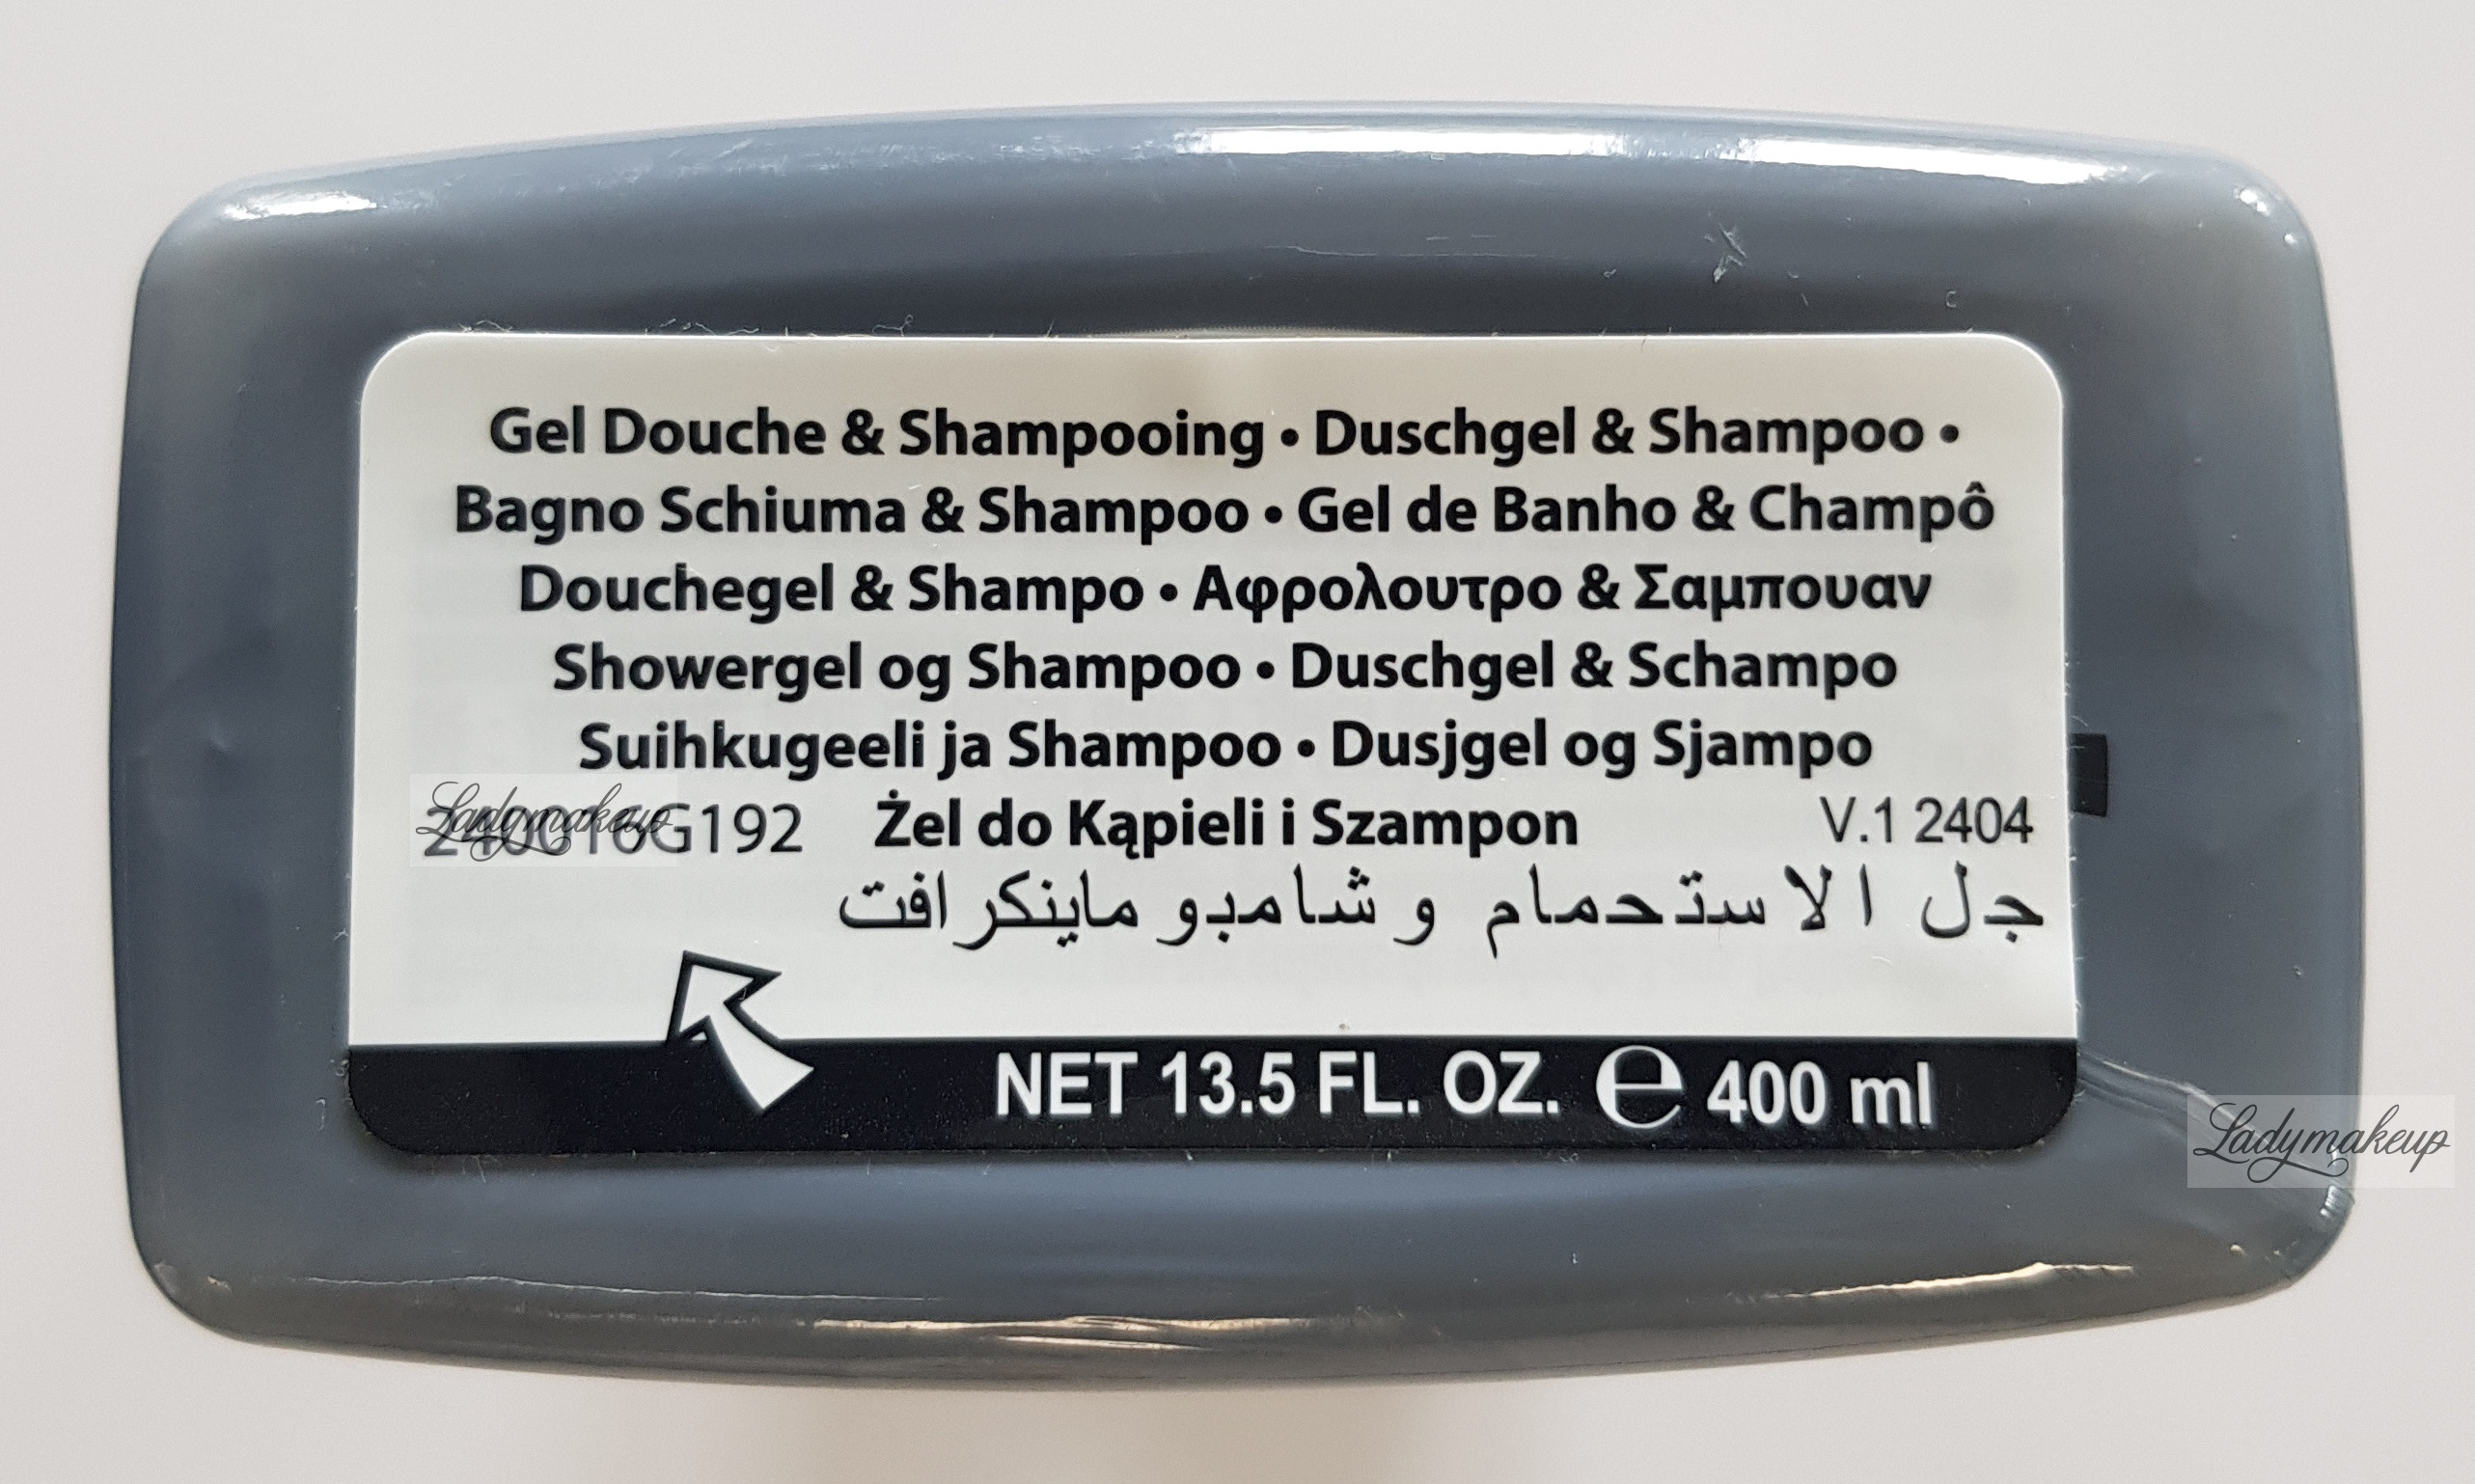 Gel Douche & Shampooing • Duschgel & Shampoo •
Bagno Schiuma & Shampoo • Gel de Banho & Champô
Douchegel & Shampo • Αφρολουτρο & Σαμπουαν
Showergel og Shampoo • Duschgel & Schampo
Suihkugeeli ja Shampoo • Dusjgel og Sjampo
Żel do Kąpieli i Szampon V.1 2404
جل الاستحمام و شامبو ماينكرافت
NET 13.5 FL. OZ. ℮ 400 ml
Ladymakeup
Ladymakeup